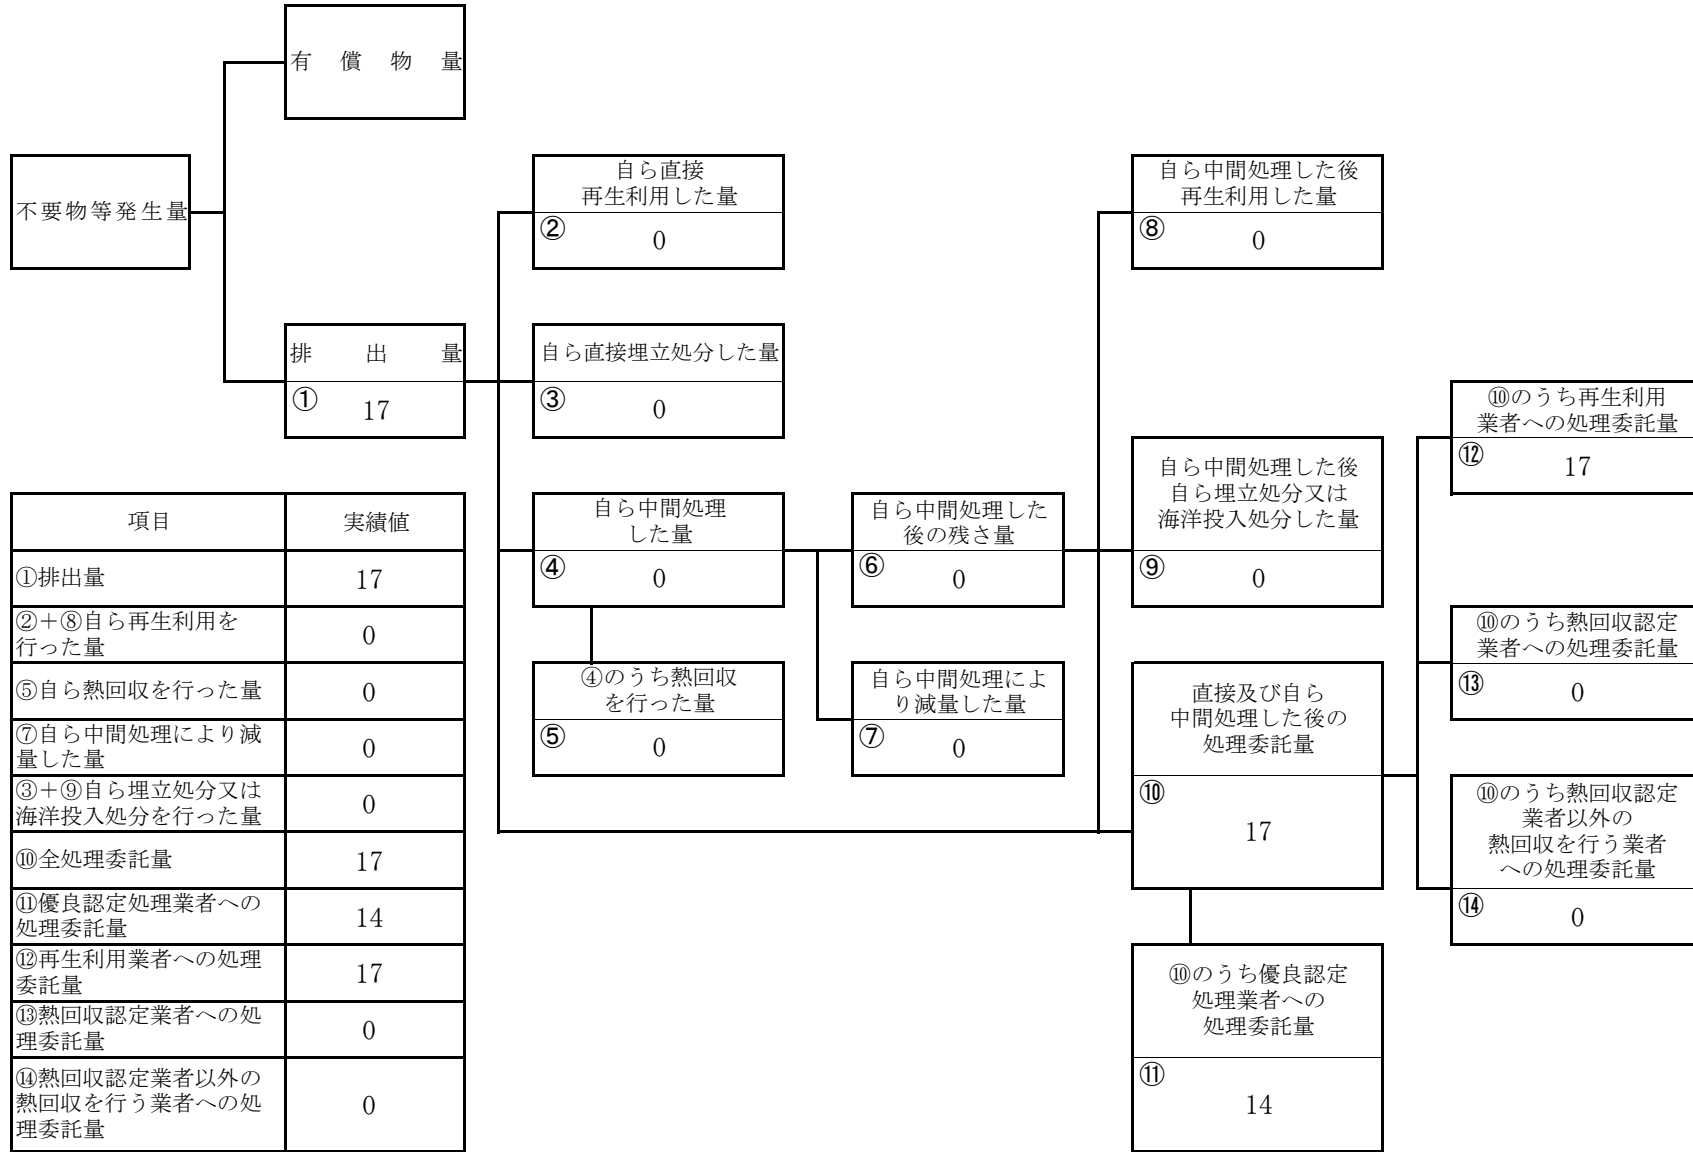 有償物量
不要物等発生量
排出量
① 17
自ら直接
再生利用した量
② 0
自ら直接埋立処分した量
③ 0
自ら中間処理
した量
④ 0
④のうち熱回収
を行った量
⑤ 0
自ら中間処理した
後の残さ量
⑥ 0
自ら中間処理によ
り減量した量
⑦ 0
自ら中間処理した後
再生利用した量
⑧ 0
自ら中間処理した後
自ら埋立処分又は
海洋投入処分した量
⑨ 0
直接及び自ら
中間処理した後の
処理委託量
⑩
17
⑩のうち優良認定
処理業者への
処理委託量
⑪
14
⑩のうち再生利用
業者への処理委託量
⑫ 17
⑩のうち熱回収認定
業者への処理委託量
⑬ 0
⑩のうち熱回収認定
業者以外の
熱回収を行う業者
への処理委託量
⑭ 0
項目 実績値
①排出量 17
②+⑧自ら再生利用を
行った量 0
⑤自ら熱回収を行った量 0
⑦自ら中間処理により減
量した量 0
③+⑨自ら埋立処分又は
海洋投入処分を行った量 0
⑩全処理委託量 17
⑪優良認定処理業者への
処理委託量 14
⑫再生利用業者への処理
委託量 17
⑬熱回収認定業者への処
理委託量 0
⑭熱回収認定業者以外の
熱回収を行う業者への処
理委託量 0